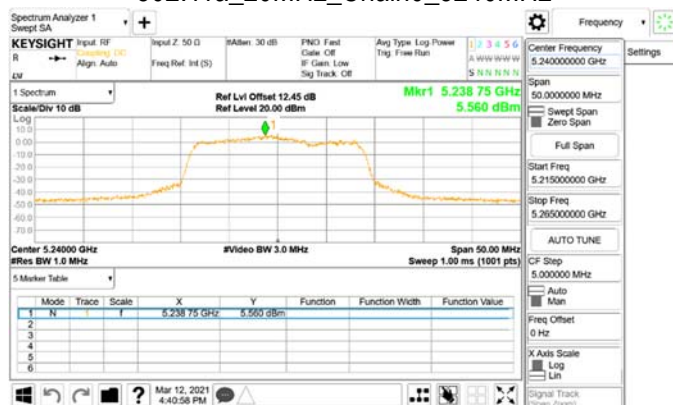 Spectrum Analyzer 1
Swept SA
+
Frequency
KEYSIGHT
R
Input: RF
Coupling: DC
Align: Auto
Input Z: 50 Ω
Freq Ref: Int (S)
#Atten: 30 dB
PNO: Fast
Gate: Off
IF Gain: Low
Sig Track: Off
Avg Type: Log-Power
Trig: Free Run
1 2 3 4 5 6
A W W W W W
S N N N N N
Center Frequency
5.240000000 GHz
Settings
Span
50.0000000 MHz
Swept Span
Zero Span
Full Span
Start Freq
5.215000000 GHz
Stop Freq
5.265000000 GHz
AUTO TUNE
CF Step
5.000000 MHz
Auto
Man
Freq Offset
0 Hz
X Axis Scale
Log
Lin
Signal Track
1 Spectrum
Scale/Div 10 dB
Ref Lvl Offset 12.45 dB
Ref Level 20.00 dBm
Mkr1 5.238 75 GHz
5.560 dBm
Log
10.0
0.00
-10.0
-20.0
-30.0
-40.0
-50.0
-60.0
-70.0
1
Center 5.24000 GHz
#Res BW 1.0 MHz
#Video BW 3.0 MHz
Span 50.00 MHz
Sweep 1.00 ms (1001 pts)
5 Marker Table
Mode Trace Scale X Y Function Function Width Function Value
1 N 1 f 5.238 75 GHz 5.560 dBm
2
3
4
5
6
?
Mar 12, 2021
4:40:58 PM